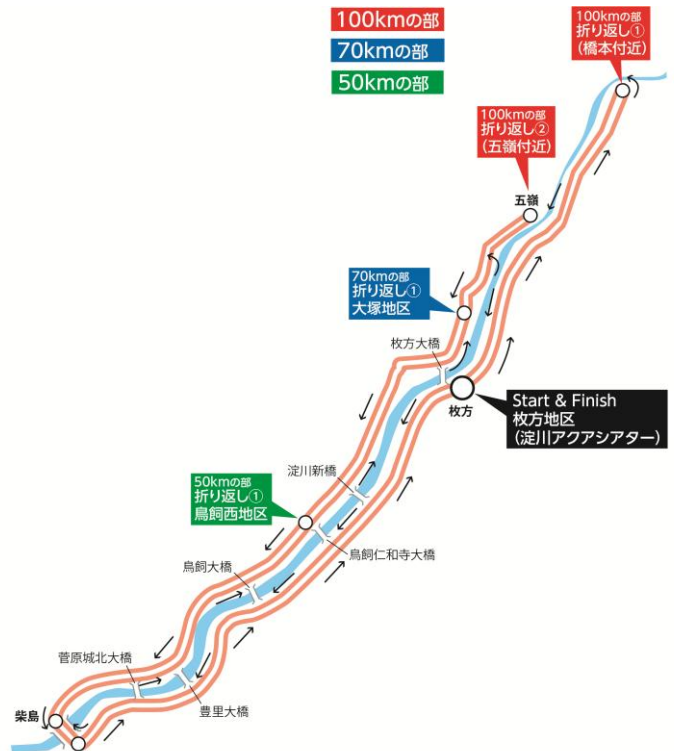 100kmの部
70kmの部
50kmの部
100kmの部
折り返し①
(橋本付近)
100kmの部
折り返し②
(五嶺付近)
五嶺
70kmの部
折り返し①
大塚地区
枚方大橋
枚方
Start & Finish
枚方地区
(淀川アクアシアター)
淀川新橋
50kmの部
折り返し①
鳥飼西地区
鳥飼仁和寺大橋
鳥飼大橋
菅原城北大橋
豊里大橋
柴島